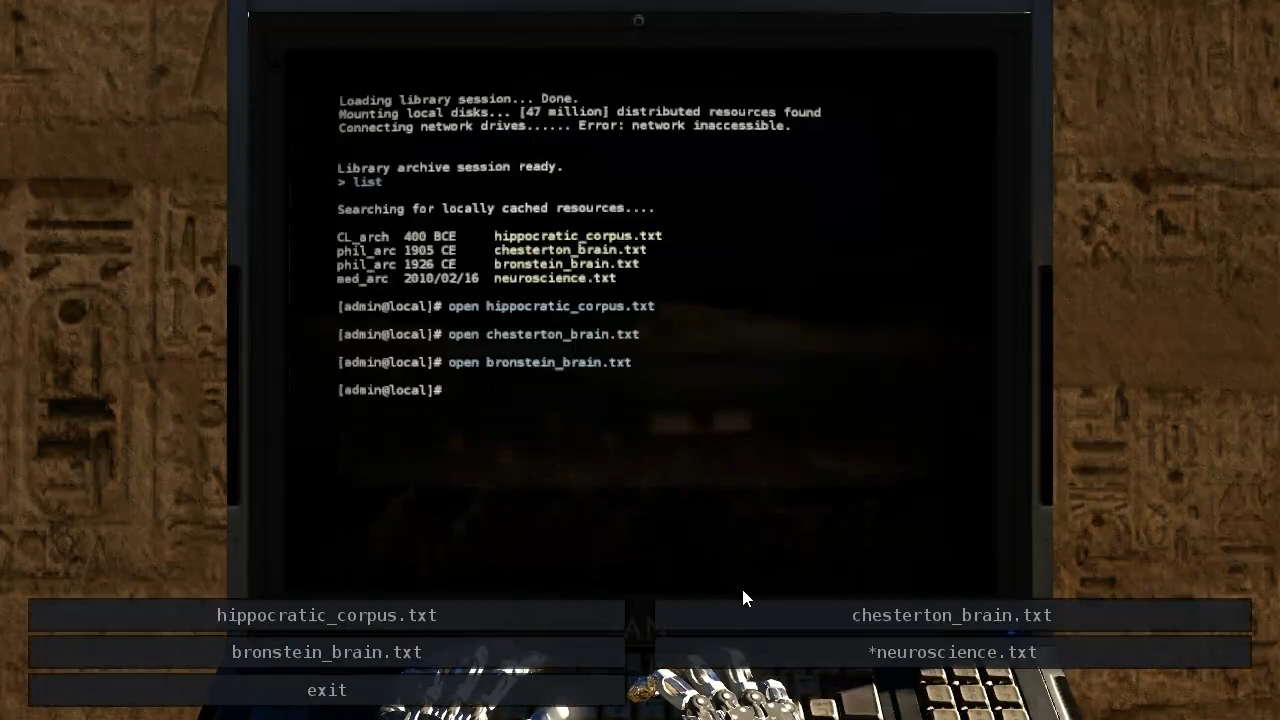 Loading library session... Done.
Mounting local disks... [47 million] distributed resources found
Connecting network drives...... Error: network inaccessible.
Library archive session ready.
> list
Searching for locally cached resources....
CL_arch 400 BCE hippocratic_corpus.txt
phil_arc 1905 CE chesterton_brain.txt
phil_arc 1926 CE bronstein_brain.txt
med_arc 2010/02/16 neuroscience.txt
[admin@local]# open hippocratic_corpus.txt
[admin@local]# open chesterton_brain.txt
[admin@local]# open bronstein_brain.txt
[admin@local]#
hippocratic_corpus.txt
chesterton_brain.txt
bronstein_brain.txt
*neuroscience.txt
exit